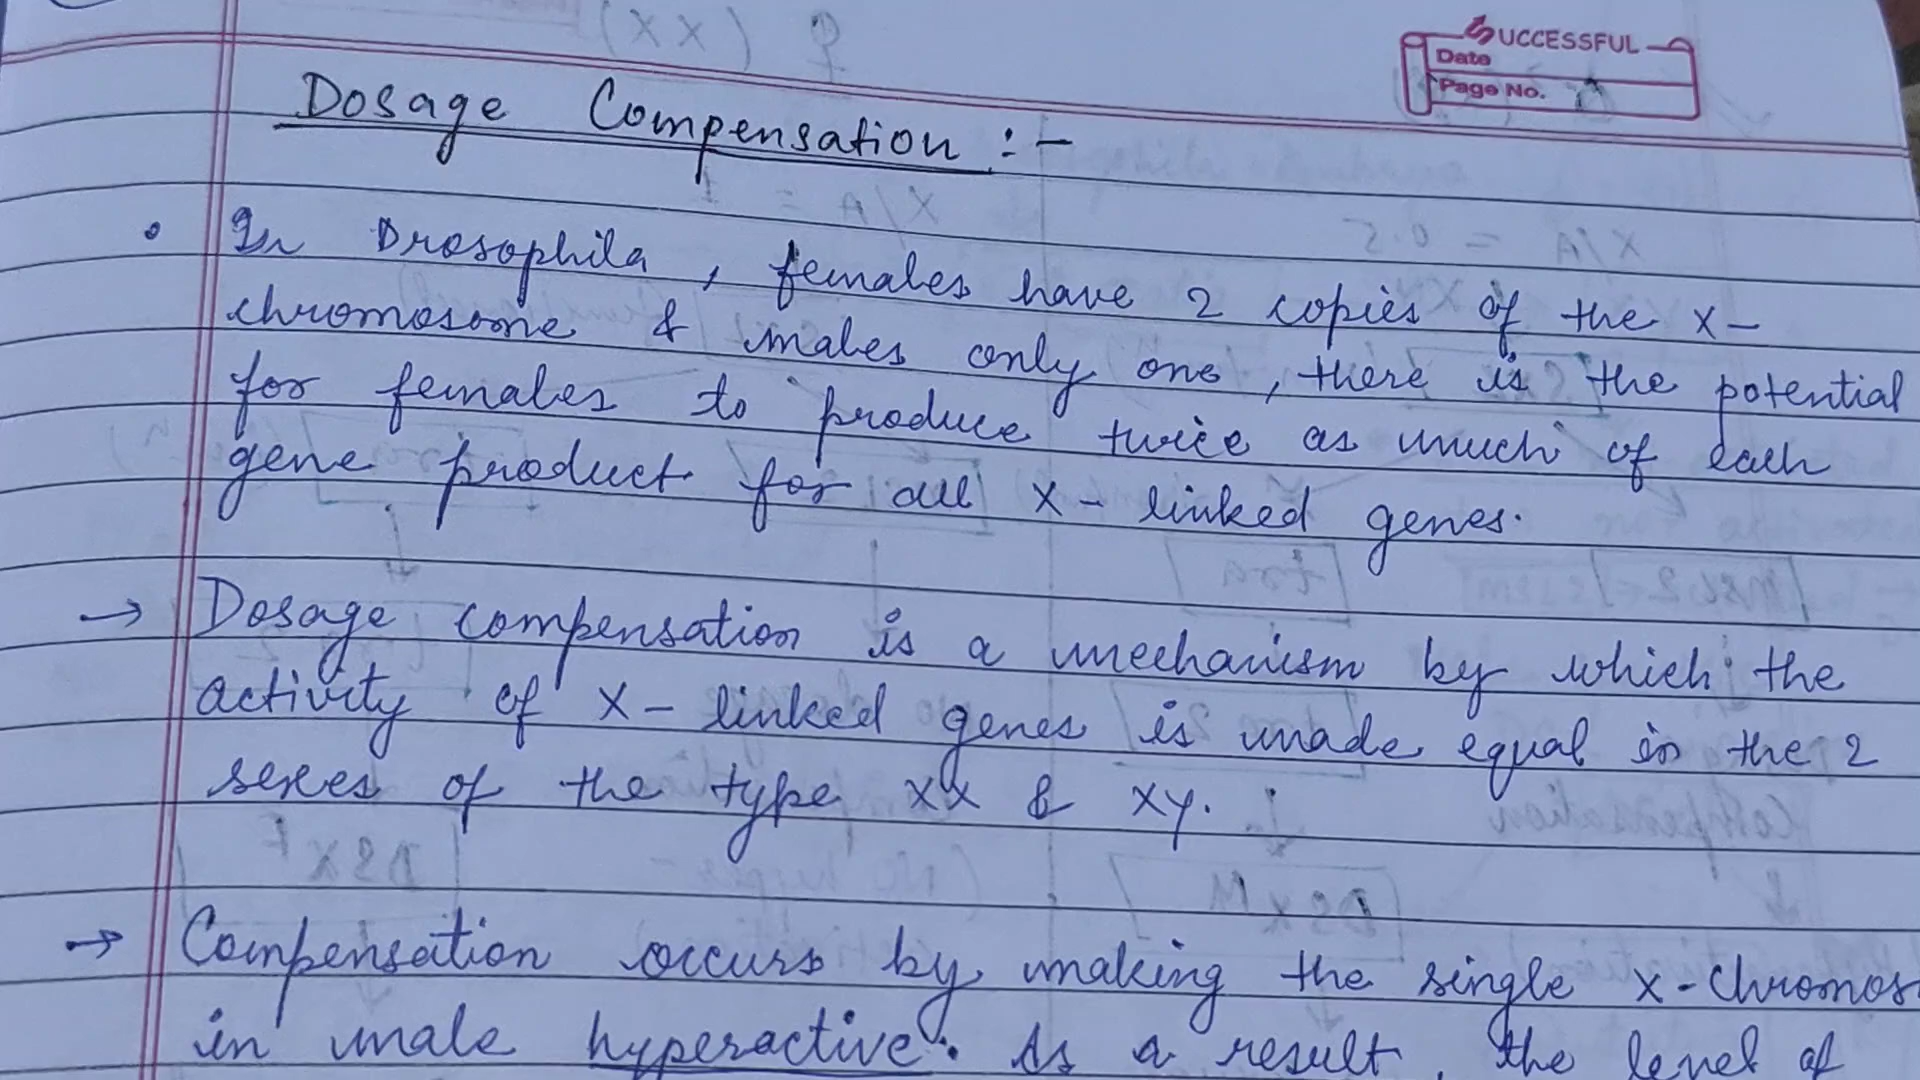 SUCCESSFUL
Date
Page No.
Dosage Compensation :-
• In Drosophila, females have 2 copies of the X-
chromosome & males only one, there is the potential
for females to produce twice as much of each
gene product for all X-linked genes.
→ Dosage compensation is a mechanism by which the
activity of X-linked genes is made equal in the 2
sexes of the type XX & XY.
→ Compensation occurs by making the single X-Chromos
in male hyperactive. As a result, the level of